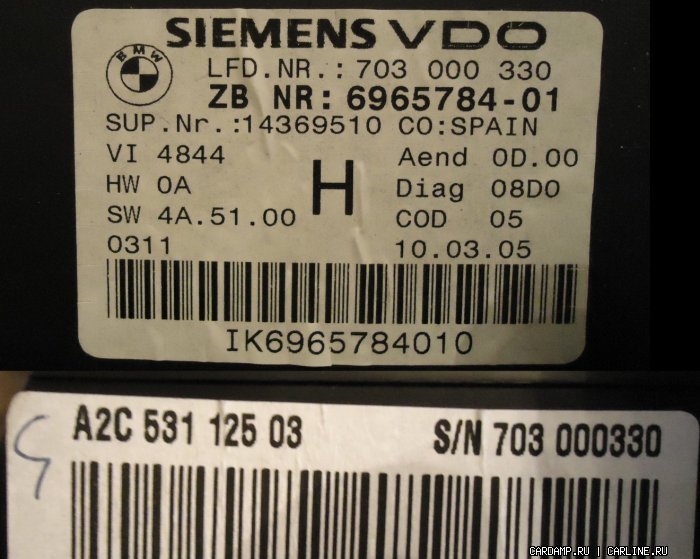 SIEMENS VDO
BMW
LFD.NR.: 703 000 330
ZB NR: 6965784-01
SUP.Nr.:14369510 CO:SPAIN
VI 4844 Aend 0D.00
HW 0A H Diag 08D0
SW 4A.51.00 COD 05
0311 10.03.05
IK6965784010
A2C 531 125 03 S/N 703 000330
CARDAMP.RU | CARLINE.RU